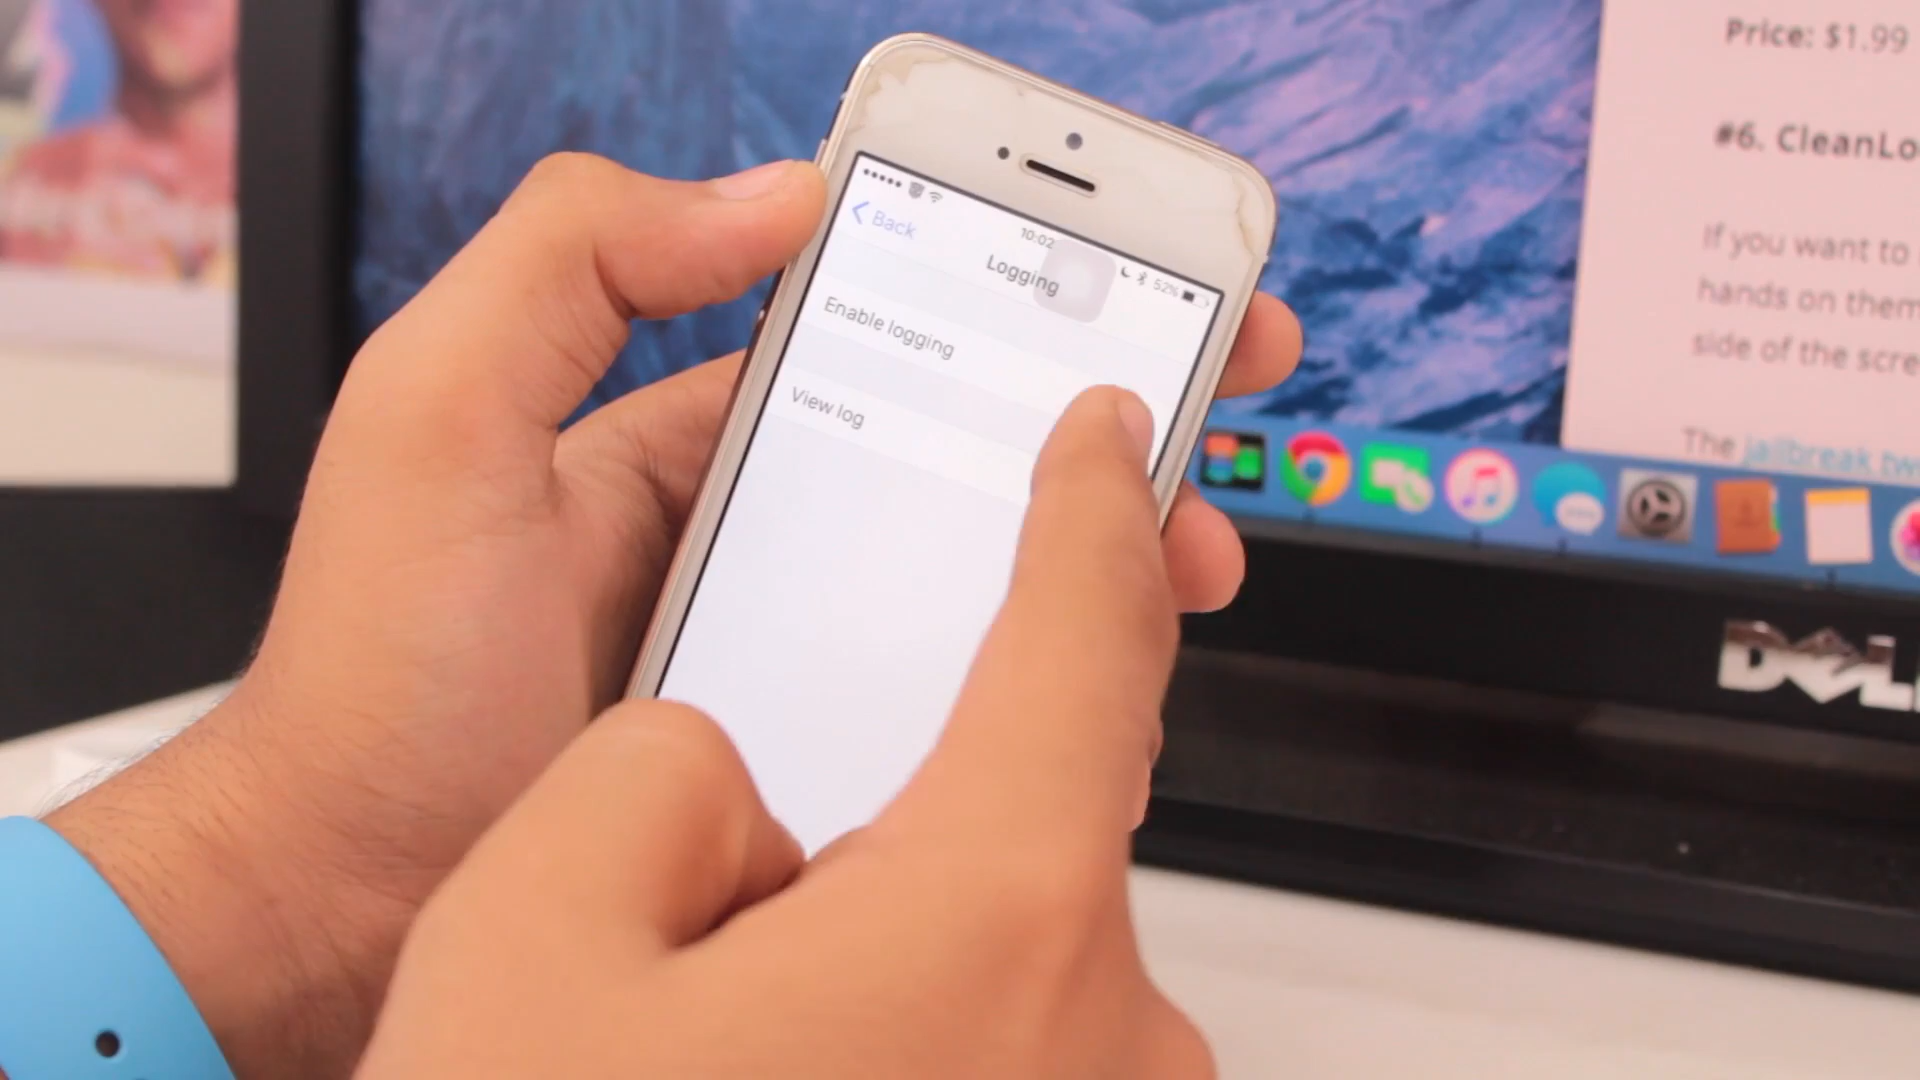 10:02
52%
Back
Logging
Enable logging
View log
Price: $1.99
#6. CleanLo
If you want to
hands on them
side of the scre
The jailbreak tw
DELL